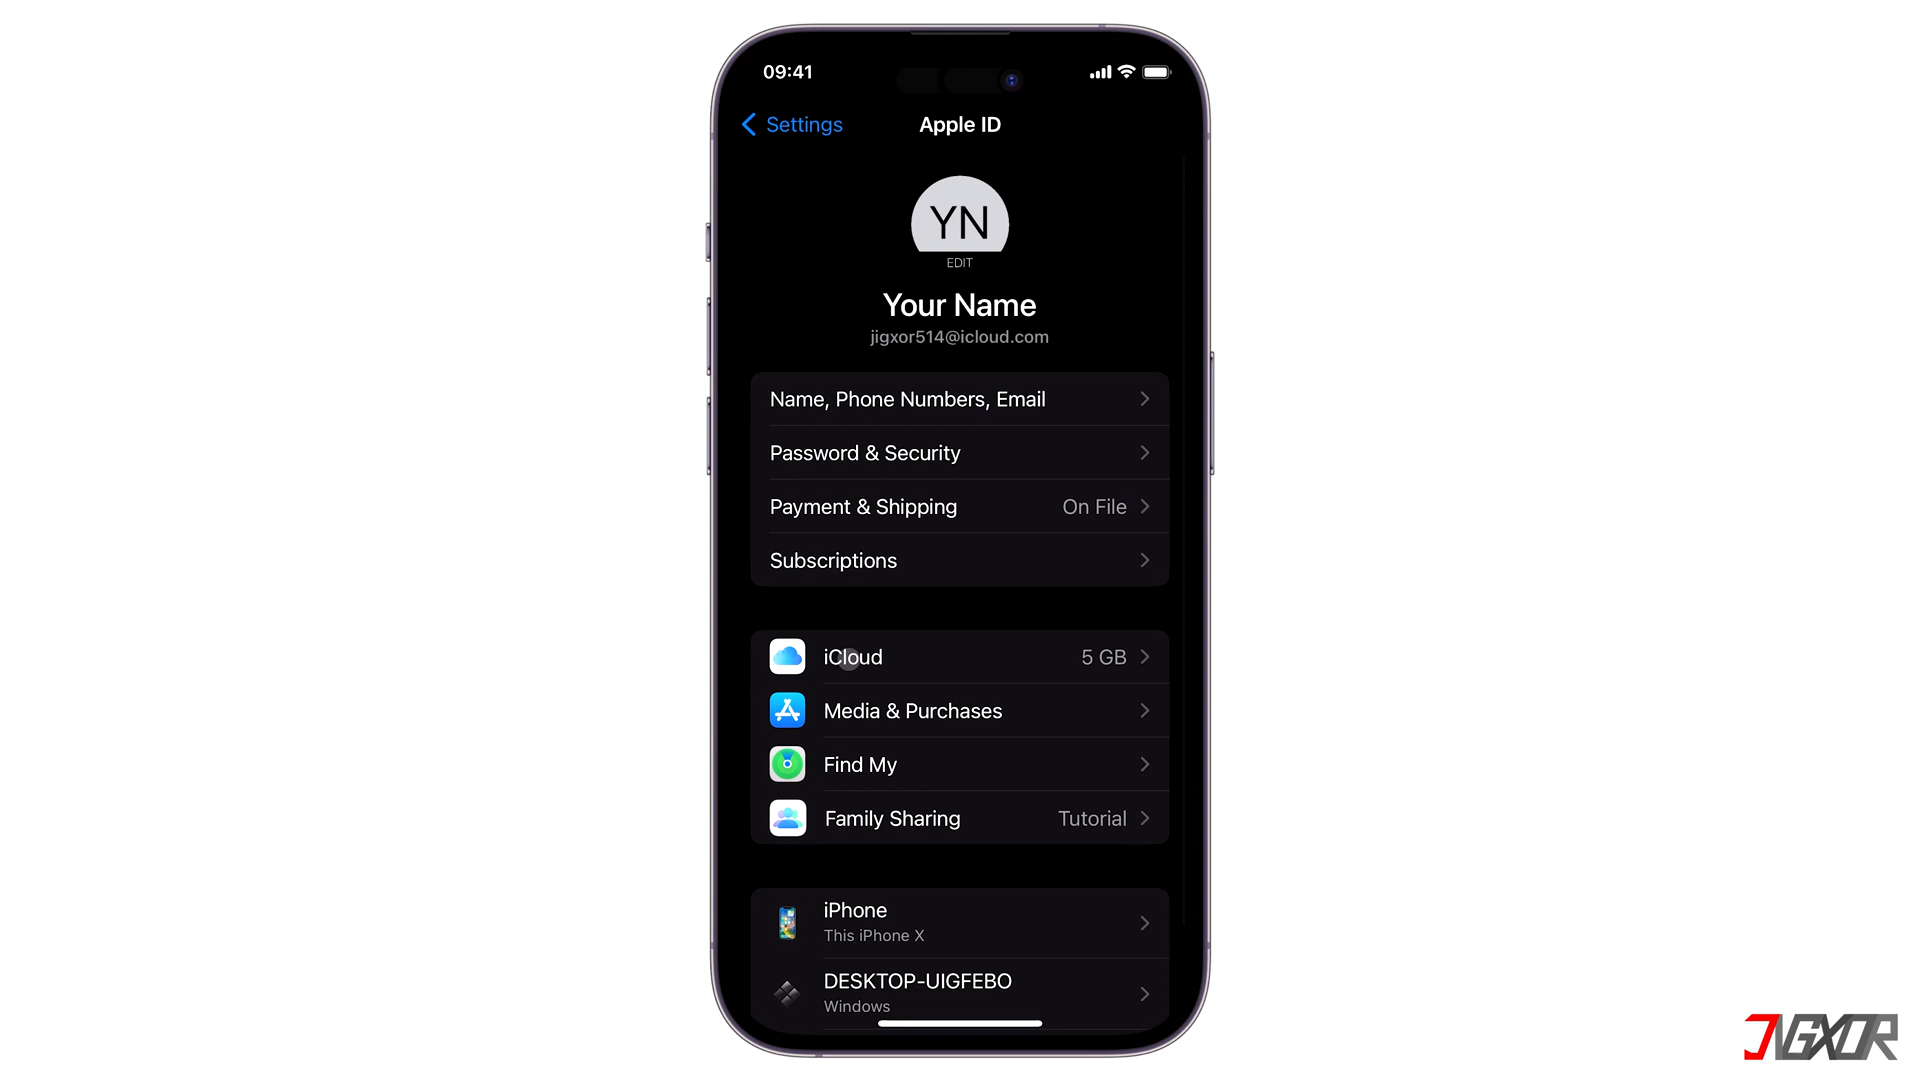 09:41
Settings
Apple ID
YN
EDIT
Your Name
jigxor514@icloud.com
Name, Phone Numbers, Email
Password & Security
Payment & Shipping On File
Subscriptions
iCloud 5 GB
Media & Purchases
Find My
Family Sharing Tutorial
iPhone
This iPhone X
DESKTOP-UIGFEBO
Windows
JIGXOR